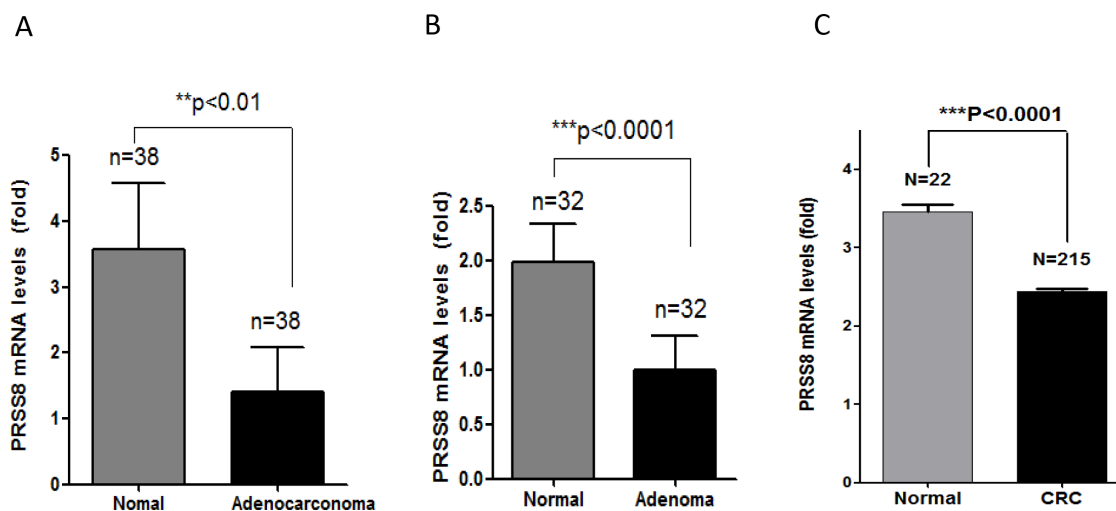 A
**p<0.01
n=38
n=38
PRSS8 mRNA levels (fold)
5
4
3
2
1
0
Nomal
Adenocarconoma
B
***p<0.0001
n=32
n=32
PRSS8 mRNA levels (fold)
2.5
2.0
1.5
1.0
0.5
0.0
Normal
Adenoma
C
***P<0.0001
N=22
N=215
PRSS8 mRNA levels (fold)
4
3
2
1
0
Normal
CRC